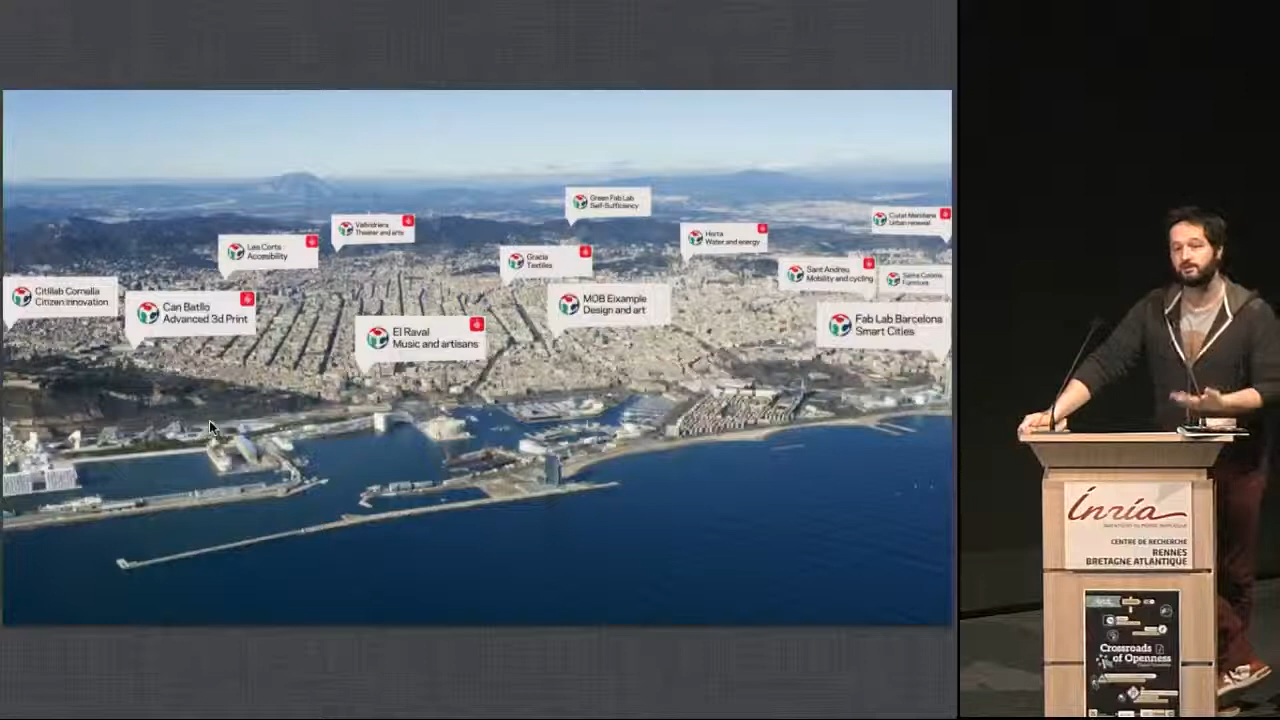 Green Fab Lab
Self-Sufficiency
Ciutat Meridiana
Urban renewal
Vallvidriera
Theater and arts
Les Corts
Accesibility
Horta
Water and energy
Gracia
Textiles
Sant Andreu
Mobility and cycling
Santa Coloma
Furniture
Citilab Cornella
Citizen innovation
Can Batllo
Advanced 3d Print
MOB Eixample
Design and art
El Raval
Music and artisans
Fab Lab Barcelona
Smart Cities
Inria
CENTRE DE RECHERCHE
RENNES
BRETAGNE ATLANTIQUE
Crossroads
of Openness